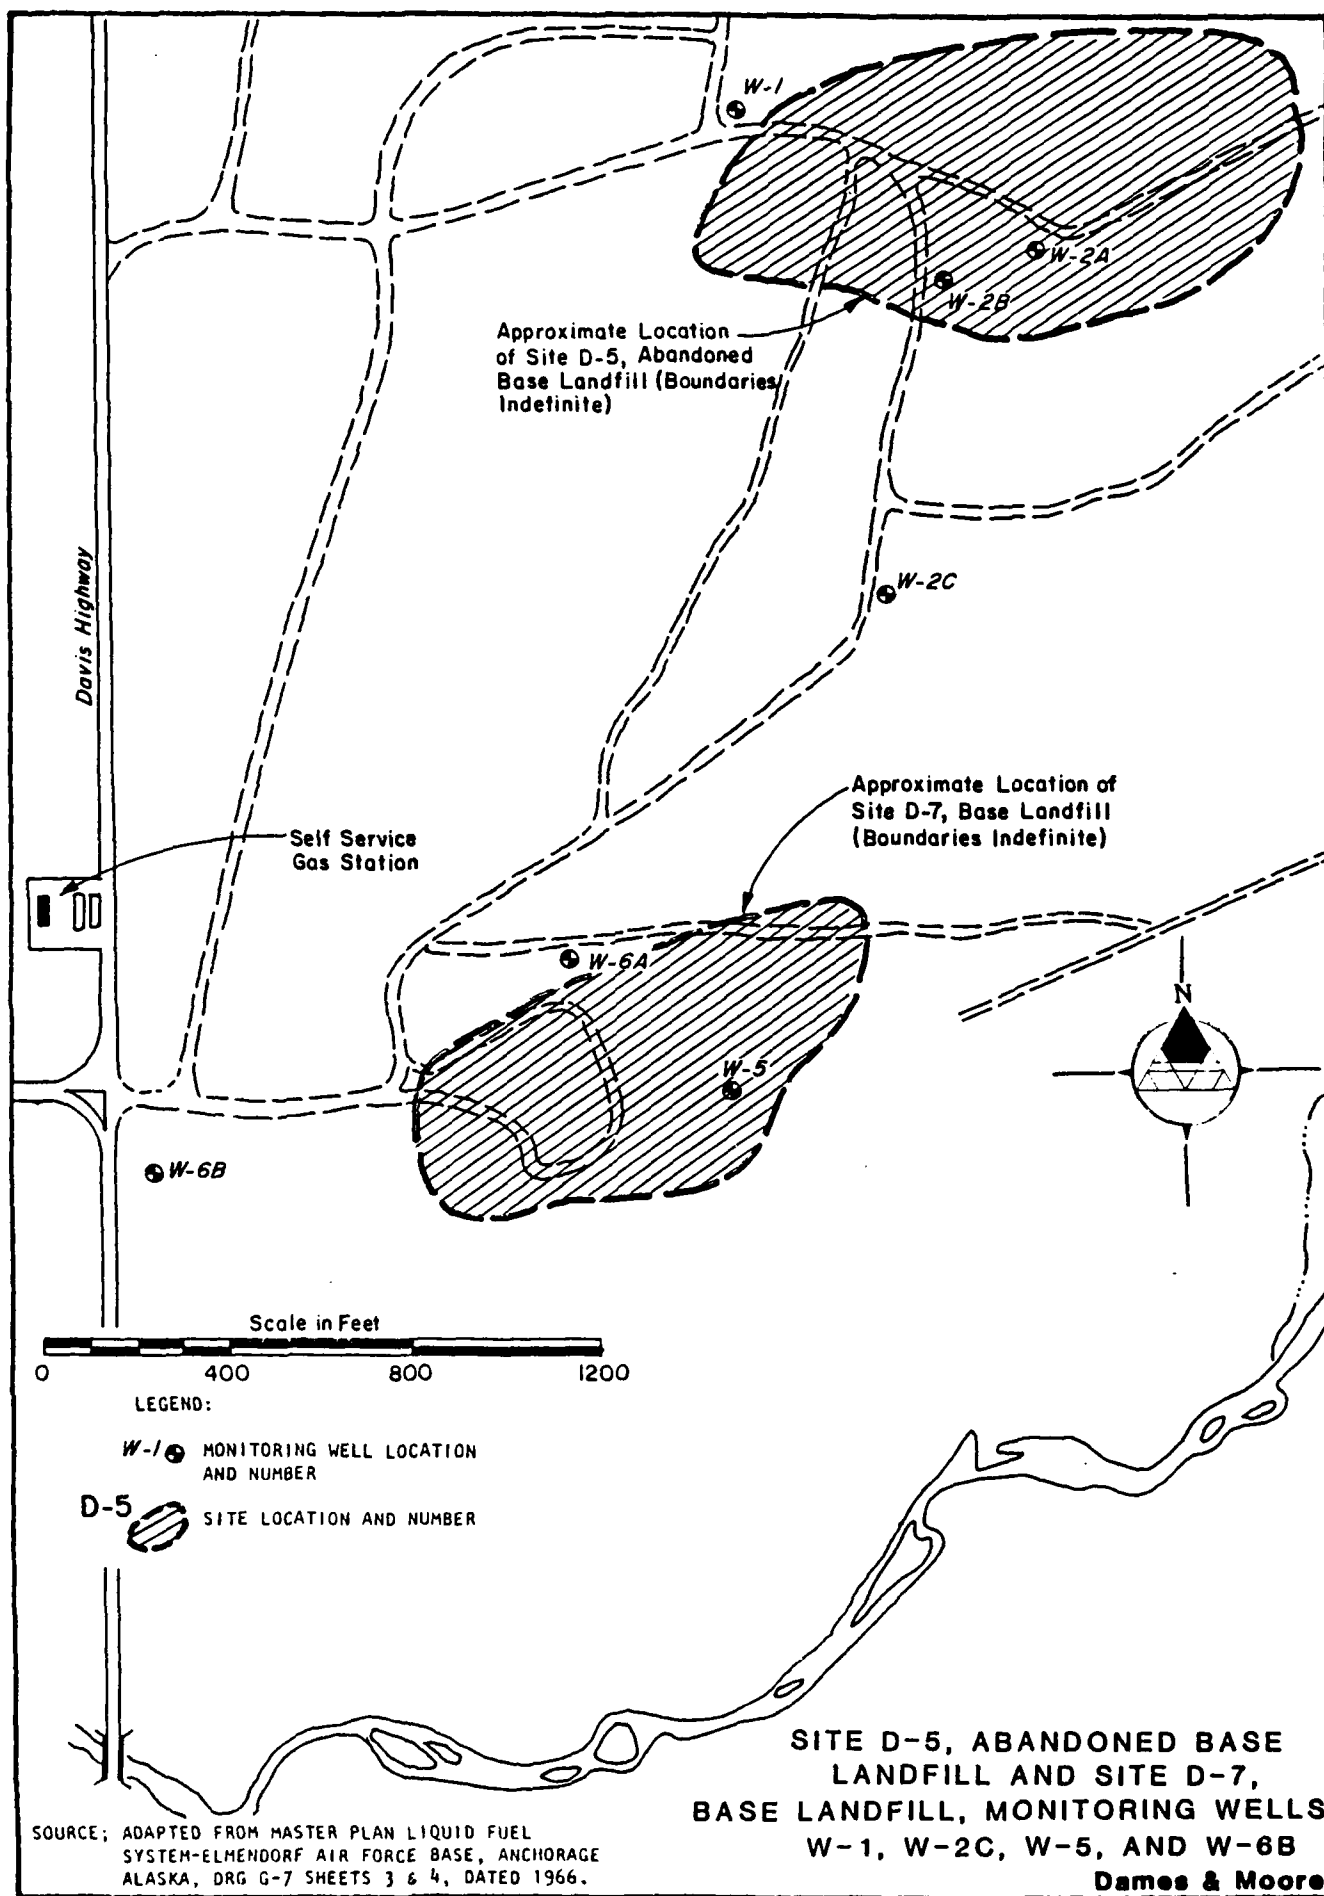 W-1
W-2A
W-2B
Approximate Location
of Site D-5, Abandoned
Base Landfill (Boundaries
Indefinite)
Davis Highway
W-2C
Approximate Location of
Site D-7, Base Landfill
(Boundaries Indefinite)
Self Service
Gas Station
W-6A
N
W-5
W-6B
Scale in Feet
0 400 800 1200
LEGEND:
W-1 MONITORING WELL LOCATION
AND NUMBER
D-5 SITE LOCATION AND NUMBER
SITE D-5, ABANDONED BASE
LANDFILL AND SITE D-7,
BASE LANDFILL, MONITORING WELLS
W-1, W-2C, W-5, AND W-6B
Dames & Moore
SOURCE; ADAPTED FROM MASTER PLAN LIQUID FUEL
SYSTEM-ELMENDORF AIR FORCE BASE, ANCHORAGE
ALASKA, DRG G-7 SHEETS 3 & 4, DATED 1966.